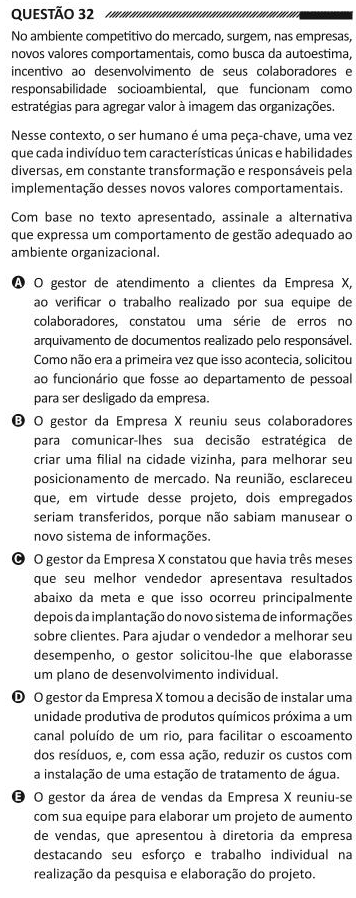 QUESTÃO 32
No ambiente competitivo do mercado, surgem, nas empresas,
novos valores comportamentais, como busca da autoestima,
incentivo ao desenvolvimento de seus colaboradores e
responsabilidade socioambiental, que funcionam como
estratégias para agregar valor à imagem das organizações.
Nesse contexto, o ser humano é uma peça-chave, uma vez
que cada indivíduo tem características únicas e habilidades
diversas, em constante transformação e responsáveis pela
implementação desses novos valores comportamentais.
Com base no texto apresentado, assinale a alternativa
que expressa um comportamento de gestão adequado ao
ambiente organizacional.
A O gestor de atendimento a clientes da Empresa X,
ao verificar o trabalho realizado por sua equipe de
colaboradores, constatou uma série de erros no
arquivamento de documentos realizado pelo responsável.
Como não era a primeira vez que isso acontecia, solicitou
ao funcionário que fosse ao departamento de pessoal
para ser desligado da empresa.
B O gestor da Empresa X reuniu seus colaboradores
para comunicar-lhes sua decisão estratégica de
criar uma filial na cidade vizinha, para melhorar seu
posicionamento de mercado. Na reunião, esclareceu
que, em virtude desse projeto, dois empregados
seriam transferidos, porque não sabiam manusear o
novo sistema de informações.
C O gestor da Empresa X constatou que havia três meses
que seu melhor vendedor apresentava resultados
abaixo da meta e que isso ocorreu principalmente
depois da implantação do novo sistema de informações
sobre clientes. Para ajudar o vendedor a melhorar seu
desempenho, o gestor solicitou-lhe que elaborasse
um plano de desenvolvimento individual.
D O gestor da Empresa X tomou a decisão de instalar uma
unidade produtiva de produtos químicos próxima a um
canal poluído de um rio, para facilitar o escoamento
dos resíduos, e, com essa ação, reduzir os custos com
a instalação de uma estação de tratamento de água.
E O gestor da área de vendas da Empresa X reuniu-se
com sua equipe para elaborar um projeto de aumento
de vendas, que apresentou à diretoria da empresa
destacando seu esforço e trabalho individual na
realização da pesquisa e elaboração do projeto.